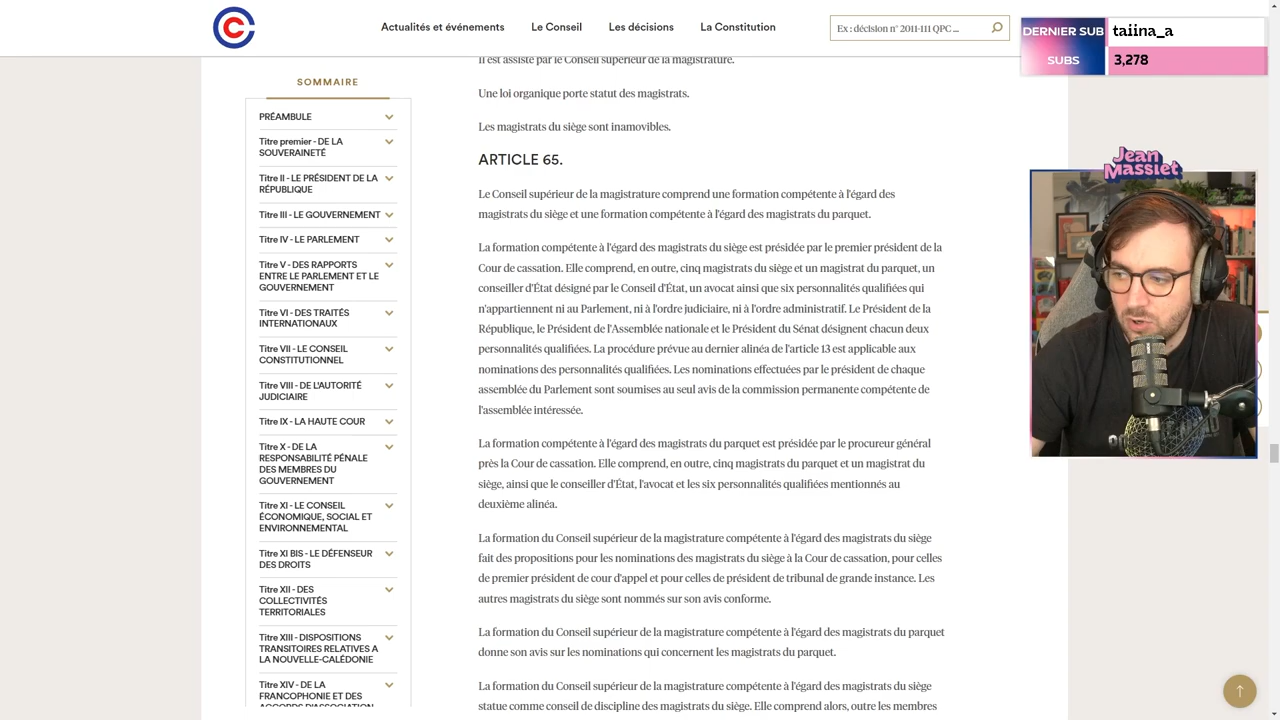 Actualités et événements
Le Conseil
Les décisions
La Constitution
Ex : décision n° 2011-111 QPC ...
DERNIER SUB
taiina_a
SUBS
3,278
Jean
Massiet
SOMMAIRE
PRÉAMBULE
Titre premier - DE LA
SOUVERAINETÉ
Titre II - LE PRÉSIDENT DE LA
RÉPUBLIQUE
Titre III - LE GOUVERNEMENT
Titre IV - LE PARLEMENT
Titre V - DES RAPPORTS
ENTRE LE PARLEMENT ET LE
GOUVERNEMENT
Titre VI - DES TRAITÉS
INTERNATIONAUX
Titre VII - LE CONSEIL
CONSTITUTIONNEL
Titre VIII - DE L'AUTORITÉ
JUDICIAIRE
Titre IX - LA HAUTE COUR
Titre X - DE LA
RESPONSABILITÉ PÉNALE
DES MEMBRES DU
GOUVERNEMENT
Titre XI - LE CONSEIL
ÉCONOMIQUE, SOCIAL ET
ENVIRONNEMENTAL
Titre XI BIS - LE DÉFENSEUR
DES DROITS
Titre XII - DES
COLLECTIVITÉS
TERRITORIALES
Titre XIII - DISPOSITIONS
TRANSITOIRES RELATIVES A
LA NOUVELLE-CALÉDONIE
Titre XIV - DE LA
FRANCOPHONIE ET DES
ACCORDS D'ASSOCIATION
Il est assisté par le Conseil supérieur de la magistrature.
Une loi organique porte statut des magistrats.
Les magistrats du siège sont inamovibles.
ARTICLE 65.
Le Conseil supérieur de la magistrature comprend une formation compétente à l'égard des
magistrats du siège et une formation compétente à l'égard des magistrats du parquet.
La formation compétente à l'égard des magistrats du siège est présidée par le premier président de la
Cour de cassation. Elle comprend, en outre, cinq magistrats du siège et un magistrat du parquet, un
conseiller d'État désigné par le Conseil d'État, un avocat ainsi que six personnalités qualifiées qui
n'appartiennent ni au Parlement, ni à l'ordre judiciaire, ni à l'ordre administratif. Le Président de la
République, le Président de l'Assemblée nationale et le Président du Sénat désignent chacun deux
personnalités qualifiées. La procédure prévue au dernier alinéa de l'article 13 est applicable aux
nominations des personnalités qualifiées. Les nominations effectuées par le président de chaque
assemblée du Parlement sont soumises au seul avis de la commission permanente compétente de
l'assemblée intéressée.
La formation compétente à l'égard des magistrats du parquet est présidée par le procureur général
près la Cour de cassation. Elle comprend, en outre, cinq magistrats du parquet et un magistrat du
siège, ainsi que le conseiller d'État, l'avocat et les six personnalités qualifiées mentionnés au
deuxième alinéa.
La formation du Conseil supérieur de la magistrature compétente à l'égard des magistrats du siège
fait des propositions pour les nominations des magistrats du siège à la Cour de cassation, pour celles
de premier président de cour d'appel et pour celles de président de tribunal de grande instance. Les
autres magistrats du siège sont nommés sur son avis conforme.
La formation du Conseil supérieur de la magistrature compétente à l'égard des magistrats du parquet
donne son avis sur les nominations qui concernent les magistrats du parquet.
La formation du Conseil supérieur de la magistrature compétente à l'égard des magistrats du siège
statue comme conseil de discipline des magistrats du siège. Elle comprend alors, outre les membres